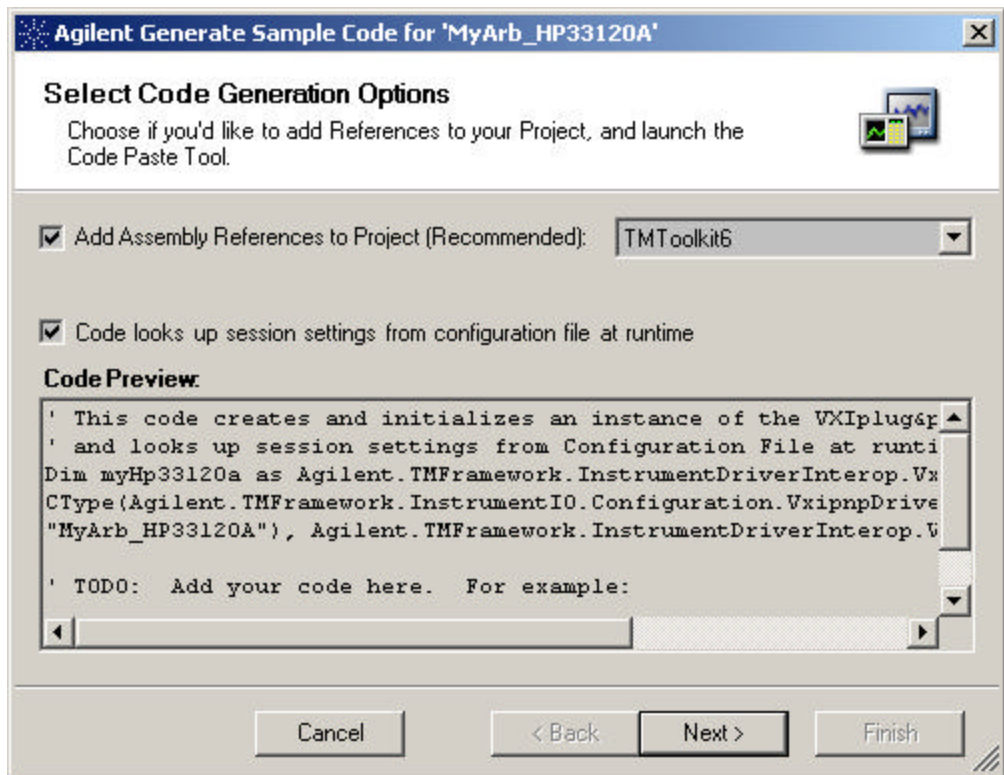 Agilent Generate Sample Code for 'MyArb_HP33120A'
Select Code Generation Options
Choose if you'd like to add References to your Project, and launch the
Code Paste Tool.
Add Assembly References to Project (Recommended): TMToolkit6
Code looks up session settings from configuration file at runtime
Code Preview:
' This code creates and initializes an instance of the VXIplug&p
' and looks up session settings from Configuration File at runti
Dim myHp33120a as Agilent.TMFramework.InstrumentDriverInterop.Vx
CType(Agilent.TMFramework.InstrumentIO.Configuration.VxipnpDrive
"MyArb_HP33120A"), Agilent.TMFramework.InstrumentDriverInterop.V
' TODO:  Add your code here.  For example:
Cancel < Back Next > Finish